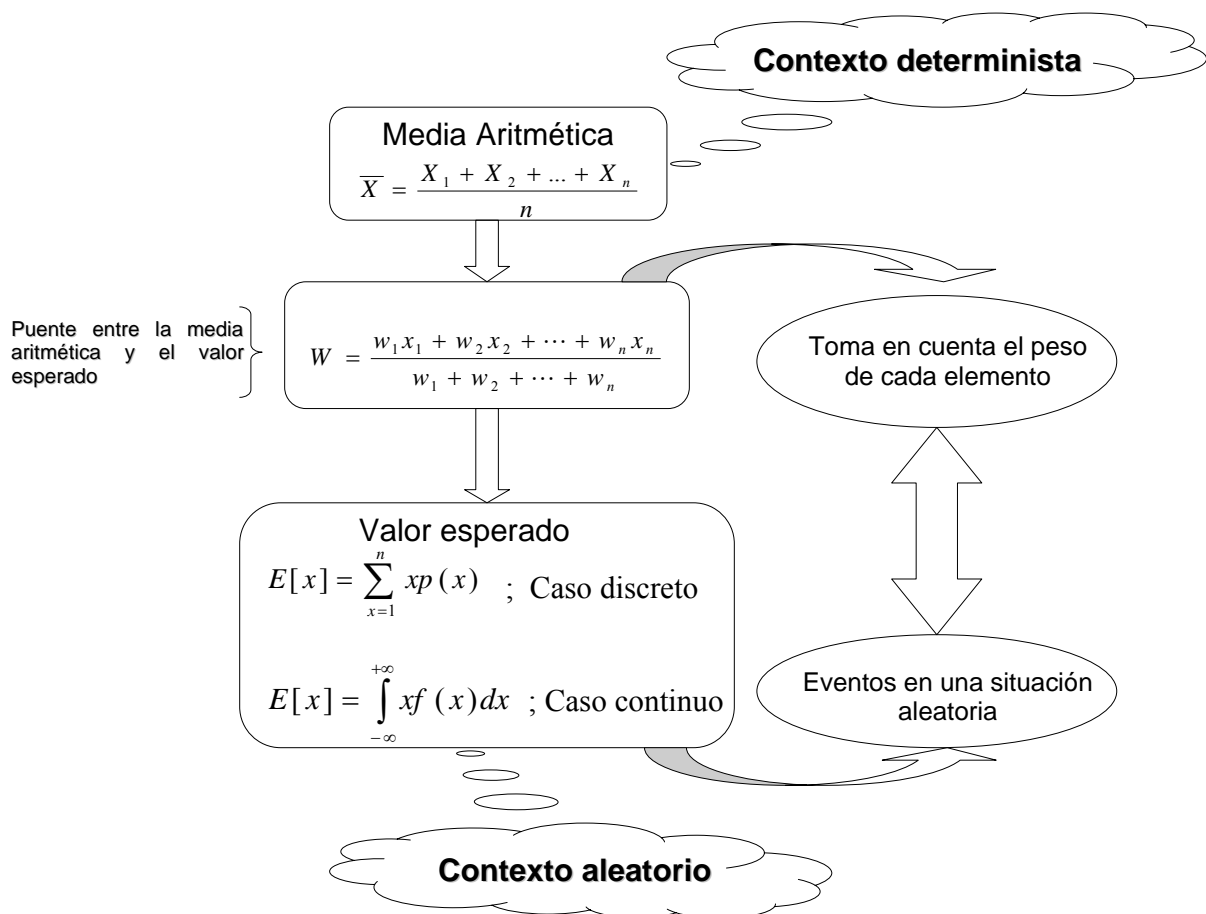 Contexto determinista
Media Aritmética
X̄ = (X₁ + X₂ + ... + Xₙ) / n
Puente entre la media
aritmética y el valor
esperado
W = (w₁x₁ + w₂x₂ + ⋯ + wₙxₙ) / (w₁ + w₂ + ⋯ + wₙ)
Toma en cuenta el peso
de cada elemento
Valor esperado
E[x] = ∑ₓ₌₁ⁿ xp(x) ; Caso discreto
E[x] = ∫₋∞⁺∞ xf(x)dx ; Caso continuo
Eventos en una situación
aleatoria
Contexto aleatorio